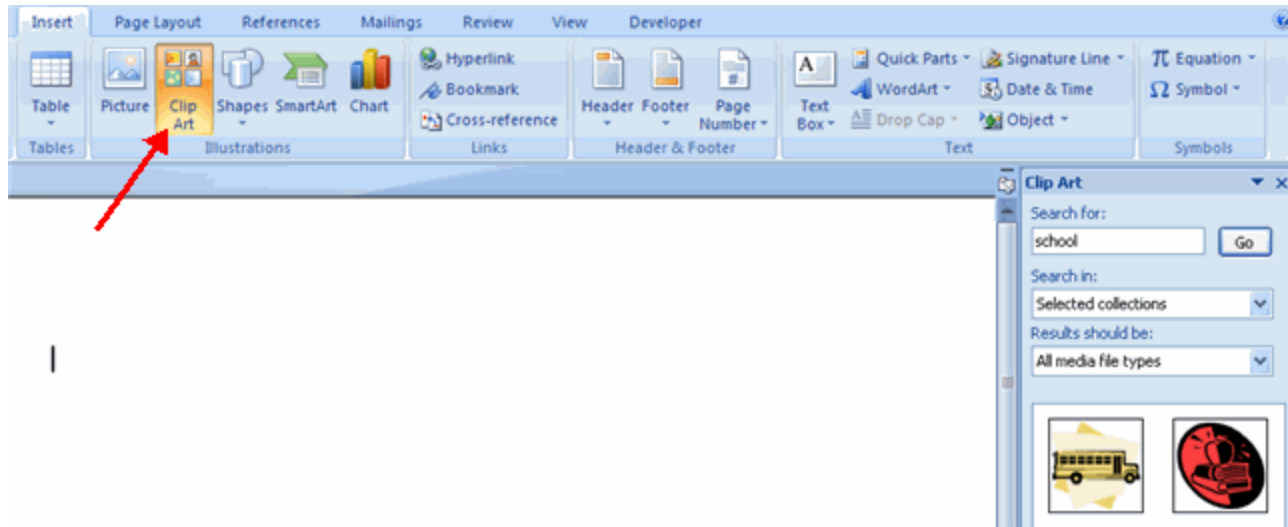 Insert Page Layout References Mailings Review View Developer
Table
Picture
Clip Art
Shapes
SmartArt
Chart
Hyperlink
Bookmark
Cross-reference
Header
Footer
Page Number
Text Box
Quick Parts
WordArt
Drop Cap
Signature Line
Date & Time
Object
π Equation
Ω Symbol
Tables Illustrations Links Header & Footer Text Symbols
Clip Art
Search for:
school Go
Search in:
Selected collections
Results should be:
All media file types